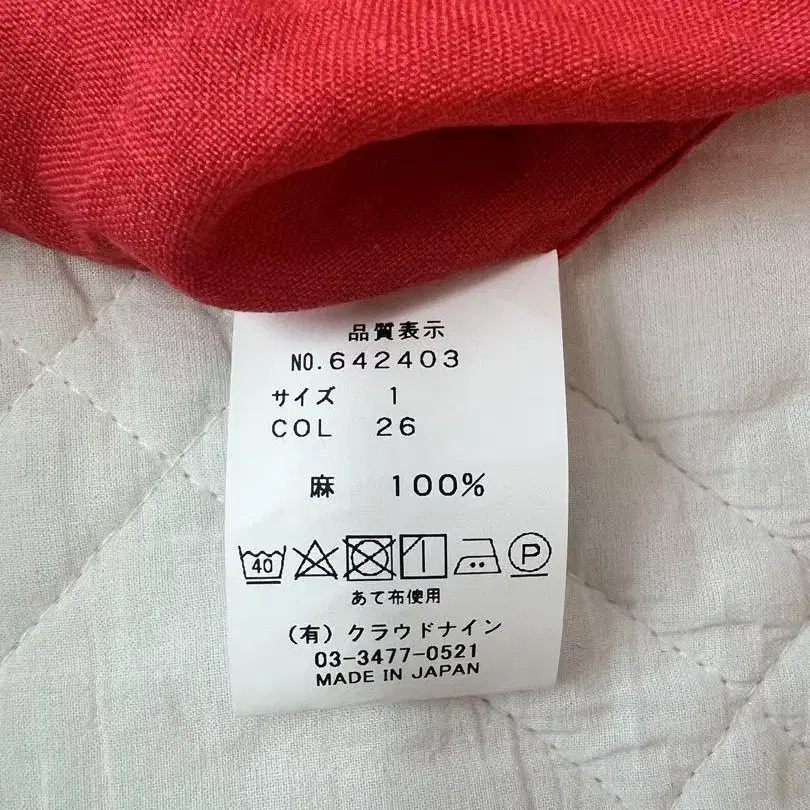 品質表示
NO.642403
サイズ 1
COL 26
麻 100%
40 P
あて布使用
(有) クラウドナイン
03-3477-0521
MADE IN JAPAN